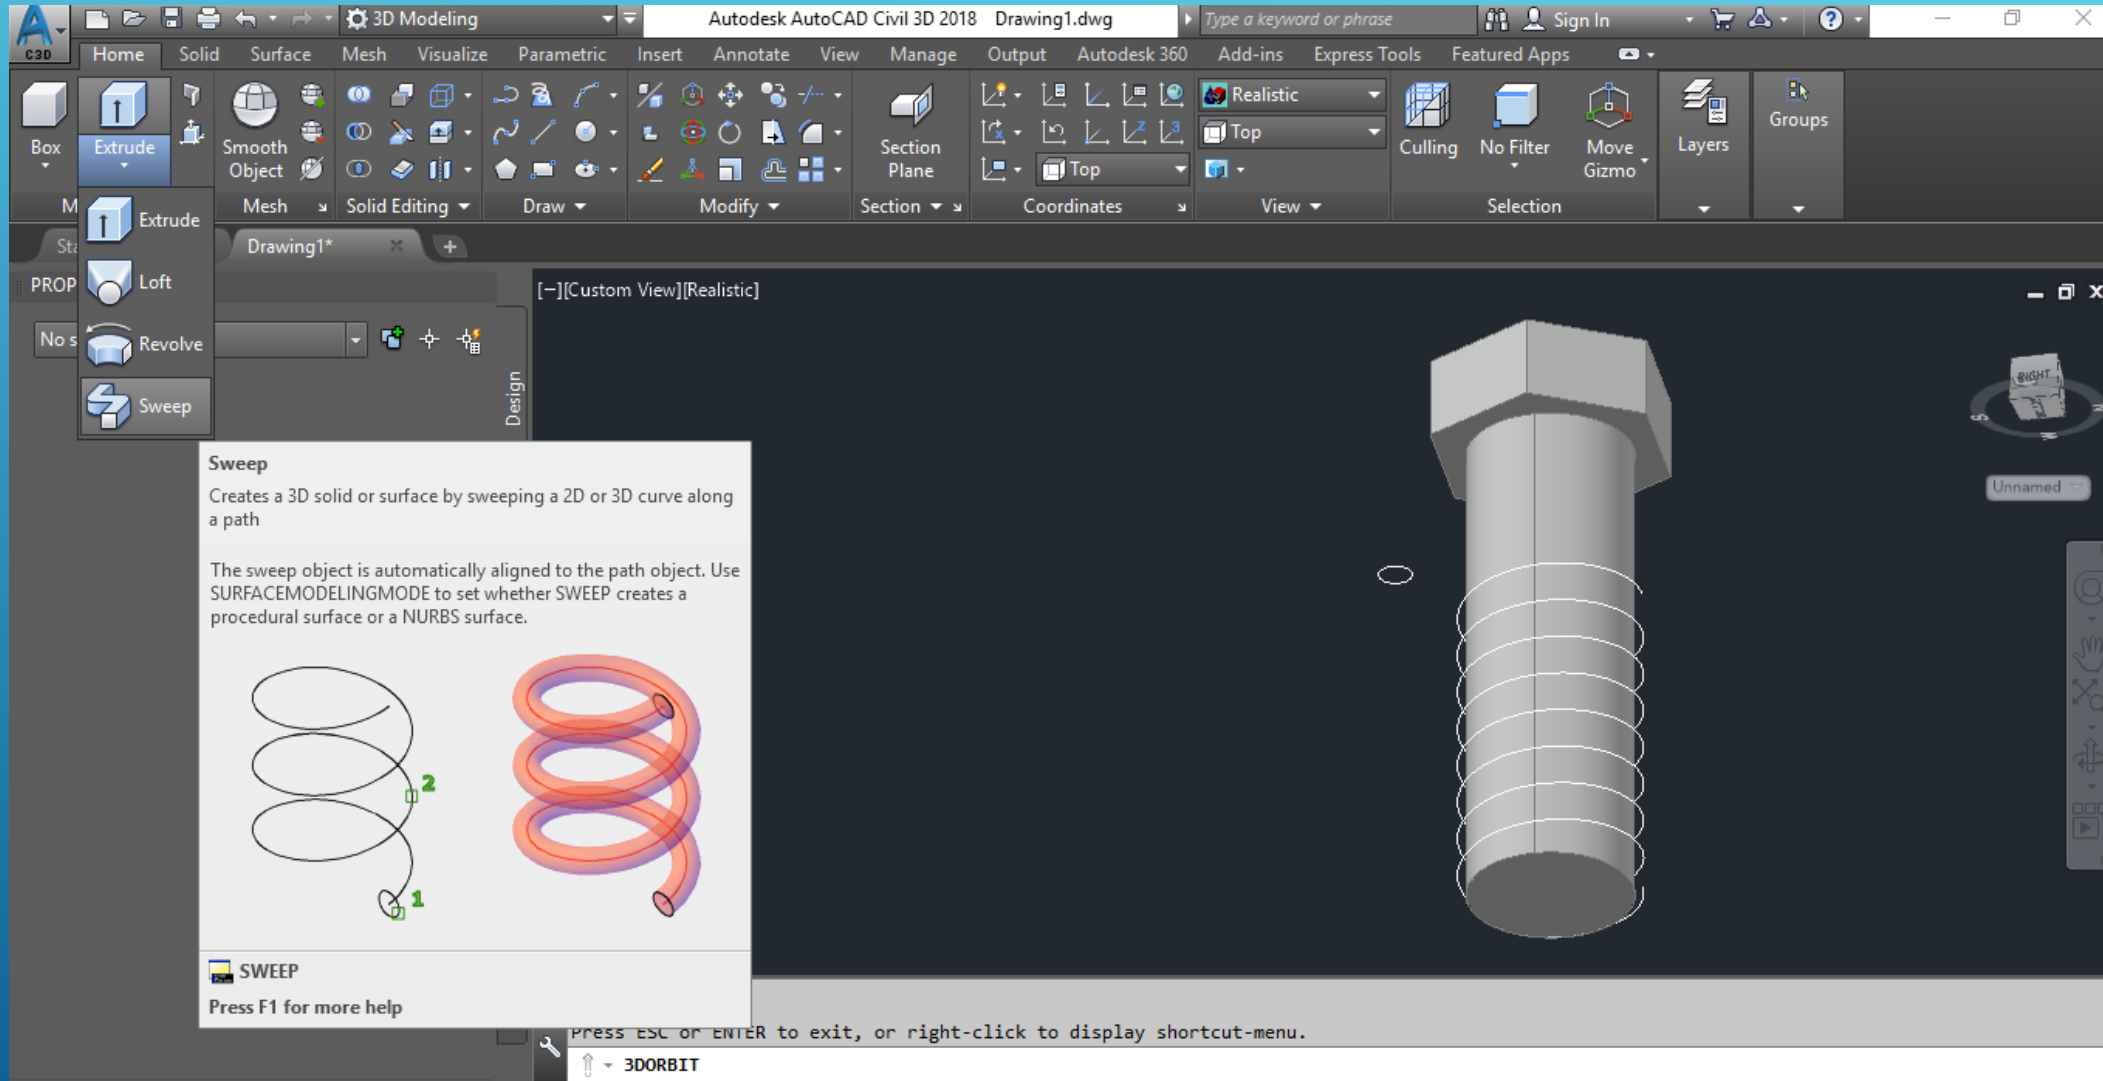 C3D
3D Modeling
Autodesk AutoCAD Civil 3D 2018 Drawing1.dwg
Type a keyword or phrase
Sign In
Home Solid Surface Mesh Visualize Parametric Insert Annotate View Manage Output Autodesk 360 Add-ins Express Tools Featured Apps
Box
Extrude
Smooth
Object
Section
Plane
Realistic
Top
Top
Culling
No Filter
Move
Gizmo
Layers
Groups
M
Mesh
Solid Editing
Draw
Modify
Section
Coordinates
View
Selection
Extrude
Loft
Revolve
Sweep
Sta
Drawing1*
PROP
No s
Design
[−][Custom View][Realistic]
RIGHT
S
Unnamed
Sweep
Creates a 3D solid or surface by sweeping a 2D or 3D curve along
a path
The sweep object is automatically aligned to the path object. Use
SURFACEMODELINGMODE to set whether SWEEP creates a
procedural surface or a NURBS surface.
2
1
SWEEP
Press F1 for more help
Press ESC or ENTER to exit, or right-click to display shortcut-menu.
3DORBIT